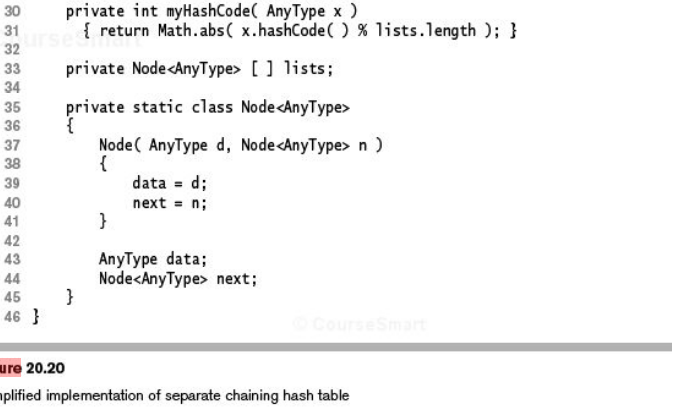 30 private int myHashCode( AnyType x )
31 { return Math.abs( x.hashCode( ) % lists.length ); }
32
33 private Node<AnyType> [ ] lists;
34
35 private static class Node<AnyType>
36 {
37 Node( AnyType d, Node<AnyType> n )
38 {
39 data = d;
40 next = n;
41 }
42
43 AnyType data;
44 Node<AnyType> next;
45 }
46 }
© CourseSmart
ure 20.20
nplified implementation of separate chaining hash table